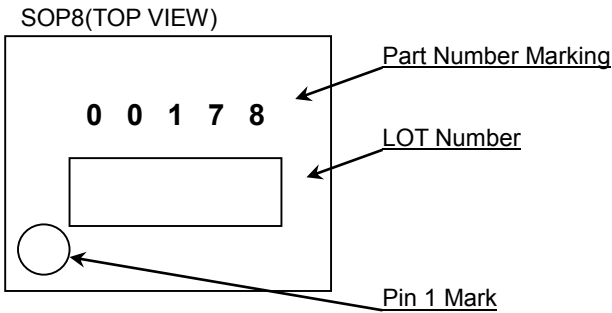 SOP8(TOP VIEW)
Part Number Marking
0 0 1 7 8
LOT Number
Pin 1 Mark